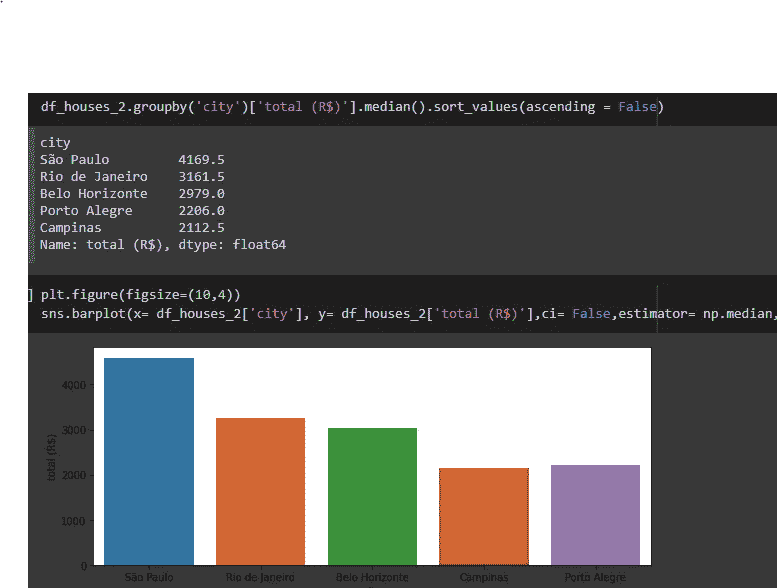 df_houses_2.groupby('city')['total (R$)'].median().sort_values(ascending = False)
city
São Paulo 4169.5
Rio de Janeiro 3161.5
Belo Horizonte 2979.0
Porto Alegre 2206.0
Campinas 2112.5
Name: total (R$), dtype: float64
] plt.figure(figsize=(10,4))
sns.barplot(x= df_houses_2['city'], y= df_houses_2['total (R$)'],ci= False,estimator= np.median,
4000
3000
2000
1000
0
total (R$)
São Paulo Rio de Janeiro Belo Horizonte Campinas Porto Alegre